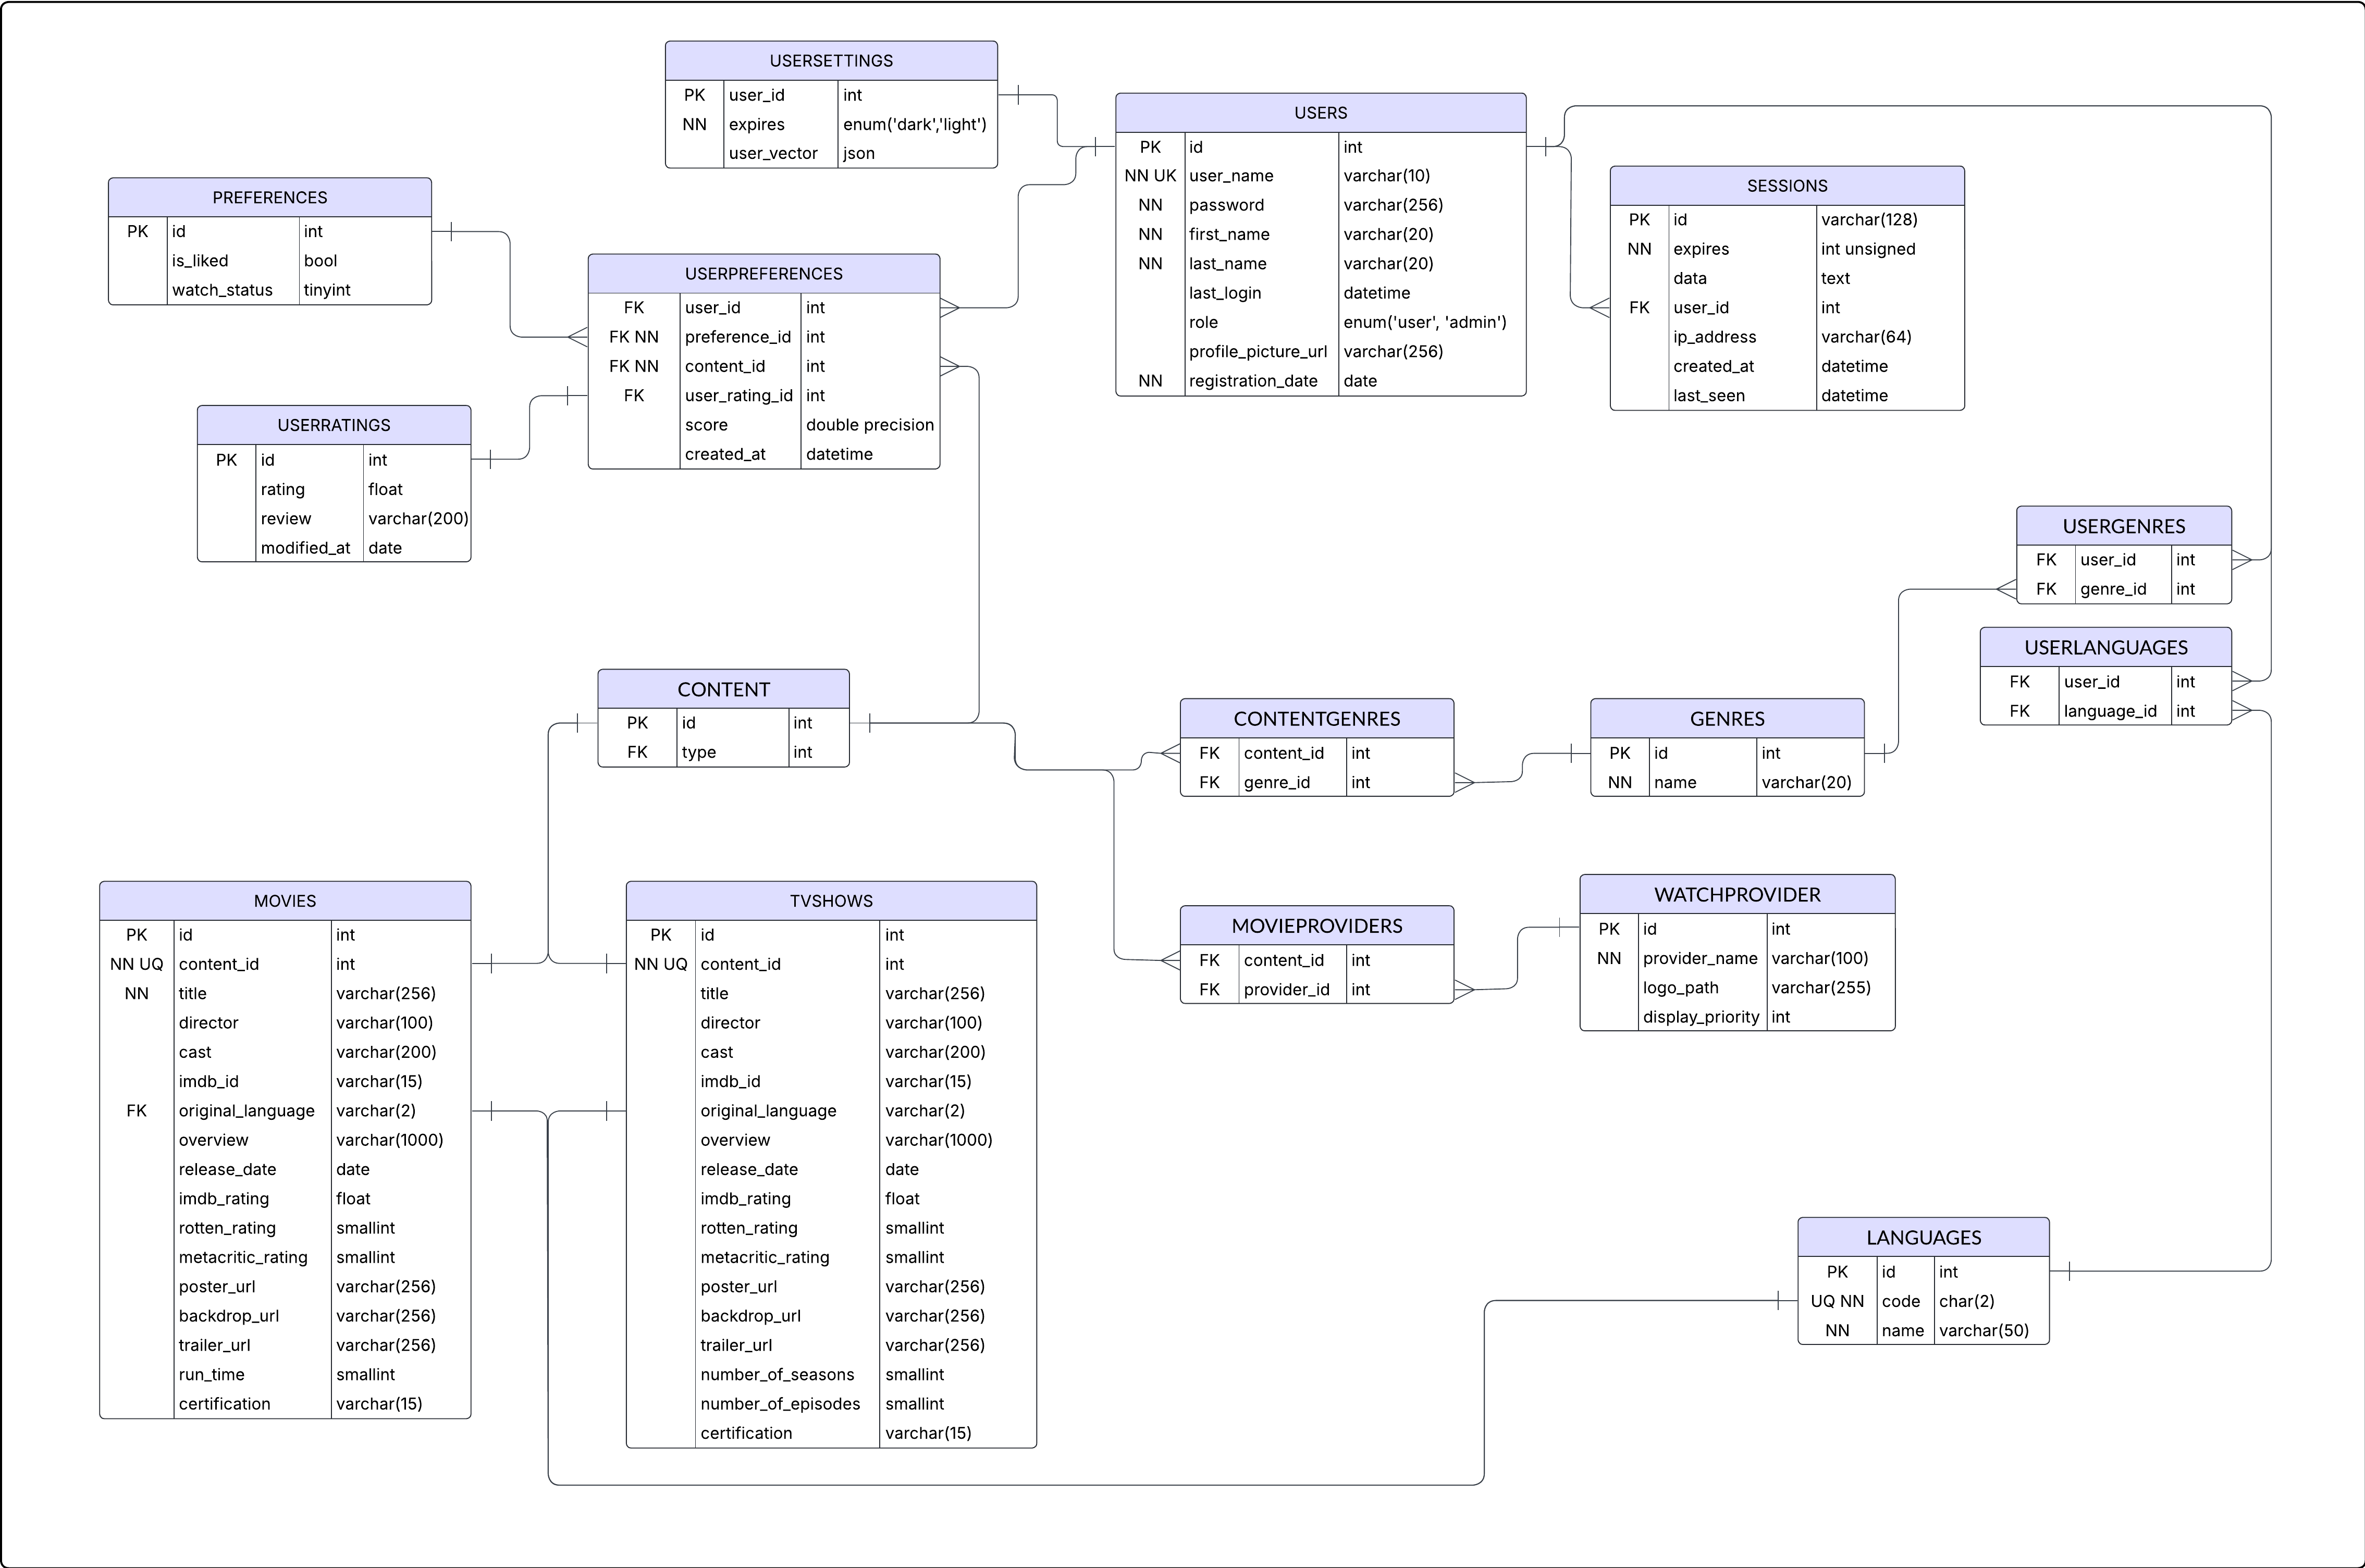 USERSETTINGS
PK user_id int
NN expires enum('dark','light')
user_vector json
USERS
PK id int
NN UK user_name varchar(10)
NN password varchar(256)
NN first_name varchar(20)
NN last_name varchar(20)
last_login datetime
role enum('user', 'admin')
profile_picture_url varchar(256)
NN registration_date date
SESSIONS
PK id varchar(128)
NN expires int unsigned
data text
FK user_id int
ip_address varchar(64)
created_at datetime
last_seen datetime
PREFERENCES
PK id int
is_liked bool
watch_status tinyint
USERPREFERENCES
FK user_id int
FK NN preference_id int
FK NN content_id int
FK user_rating_id int
score double precision
created_at datetime
USERRATINGS
PK id int
rating float
review varchar(200)
modified_at date
USERGENRES
FK user_id int
FK genre_id int
USERLANGUAGES
FK user_id int
FK language_id int
CONTENT
PK id int
FK type int
CONTENTGENRES
FK content_id int
FK genre_id int
GENRES
PK id int
NN name varchar(20)
MOVIES
PK id int
NN UQ content_id int
NN title varchar(256)
director varchar(100)
cast varchar(200)
imdb_id varchar(15)
FK original_language varchar(2)
overview varchar(1000)
release_date date
imdb_rating float
rotten_rating smallint
metacritic_rating smallint
poster_url varchar(256)
backdrop_url varchar(256)
trailer_url varchar(256)
run_time smallint
certification varchar(15)
TVSHOWS
PK id int
NN UQ content_id int
title varchar(256)
director varchar(100)
cast varchar(200)
imdb_id varchar(15)
original_language varchar(2)
overview varchar(1000)
release_date date
imdb_rating float
rotten_rating smallint
metacritic_rating smallint
poster_url varchar(256)
backdrop_url varchar(256)
trailer_url varchar(256)
number_of_seasons smallint
number_of_episodes smallint
certification varchar(15)
MOVIEPROVIDERS
FK content_id int
FK provider_id int
WATCHPROVIDER
PK id int
NN provider_name varchar(100)
logo_path varchar(255)
display_priority int
LANGUAGES
PK id int
UQ NN code char(2)
NN name varchar(50)